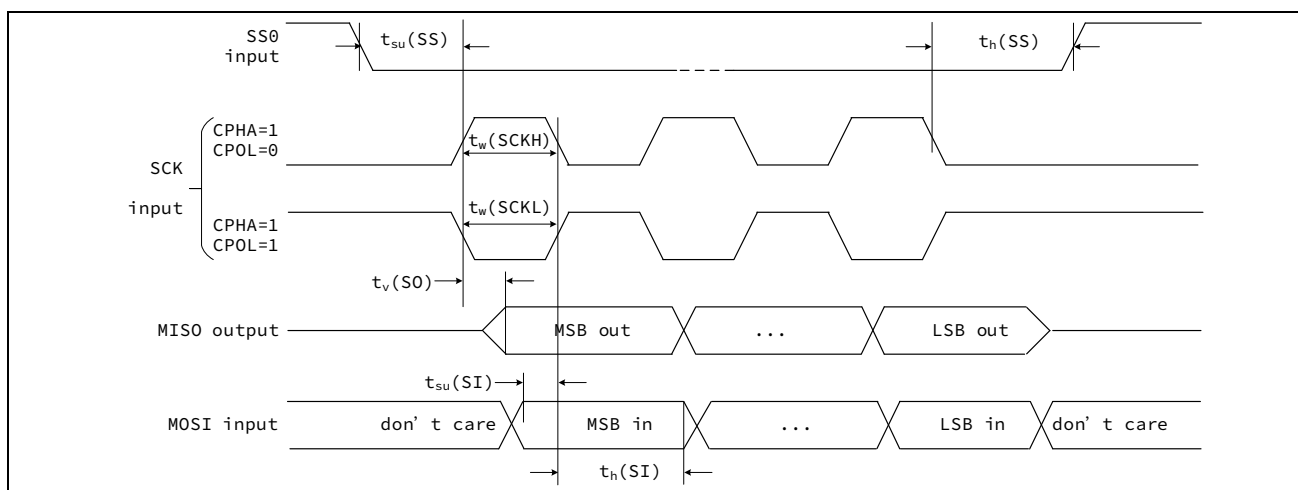 SS0
input
tsu(SS)
th(SS)
SCK
input
CPHA=1
CPOL=0
tw(SCKH)
CPHA=1
CPOL=1
tw(SCKL)
tv(SO)
MISO output
MSB out
...
LSB out
tsu(SI)
MOSI input
don’t care
MSB in
...
LSB in
don’t care
th(SI)